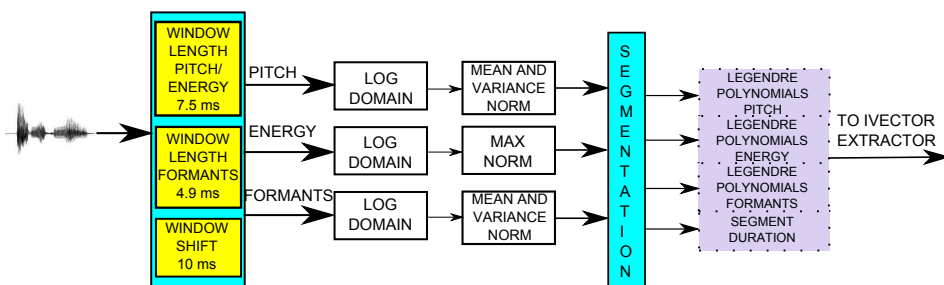 WINDOW
LENGTH
PITCH/
ENERGY
7.5 ms
WINDOW
LENGTH
FORMANTS
4.9 ms
WINDOW
SHIFT
10 ms
PITCH
ENERGY
FORMANTS
LOG
DOMAIN
MEAN AND
VARIANCE
NORM
LOG
DOMAIN
MAX
NORM
LOG
DOMAIN
MEAN AND
VARIANCE
NORM
SEGMENTATION
LEGENDRE
POLYNOMIALS
PITCH
LEGENDRE
POLYNOMIALS
ENERGY
LEGENDRE
POLYNOMIALS
FORMANTS
SEGMENT
DURATION
TO IVECTOR
EXTRACTOR